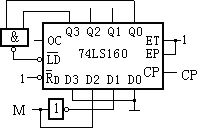 Q3 Q2 Q1 Q0
&
OC
74LS160
ET
1
EP
LD
CP
CP
1
RD
D3 D2 D1 D0
M
1